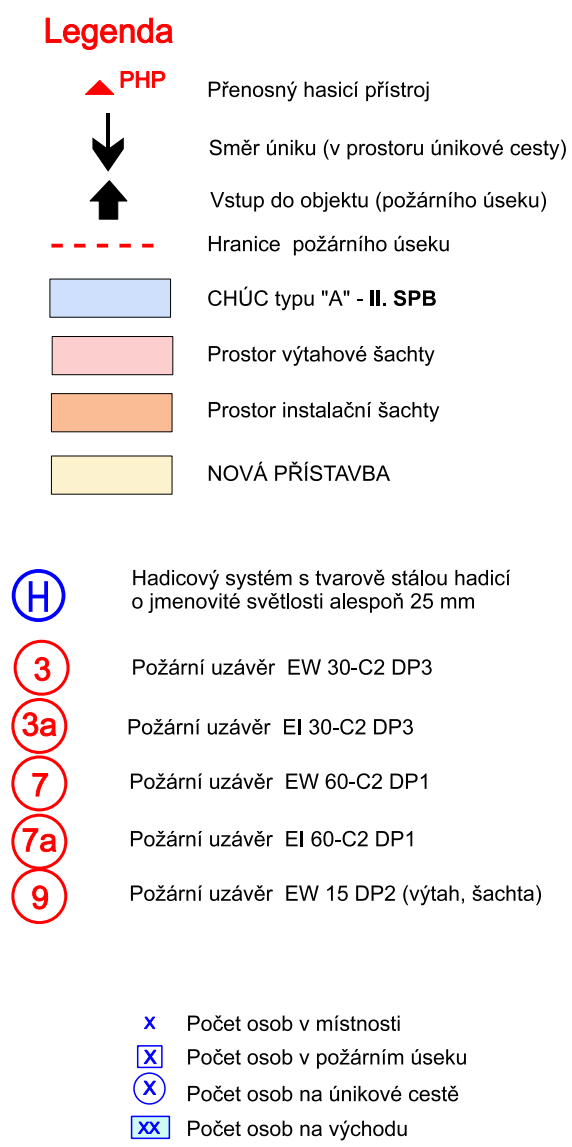 Legenda
PHP Přenosný hasicí přístroj
Směr úniku (v prostoru únikové cesty)
Vstup do objektu (požárního úseku)
Hranice požárního úseku
CHÚC typu "A" - II. SPB
Prostor výtahové šachty
Prostor instalační šachty
NOVÁ PŘÍSTAVBA
Hadicový systém s tvarově stálou hadicí
H o jmenovité světlosti alespoň 25 mm
3 Požární uzávěr EW 30-C2 DP3
3a Požární uzávěr EI 30-C2 DP3
7 Požární uzávěr EW 60-C2 DP1
7a Požární uzávěr EI 60-C2 DP1
9 Požární uzávěr EW 15 DP2 (výtah, šachta)
x Počet osob v místnosti
X Počet osob v požárním úseku
X Počet osob na únikové cestě
XX Počet osob na východu